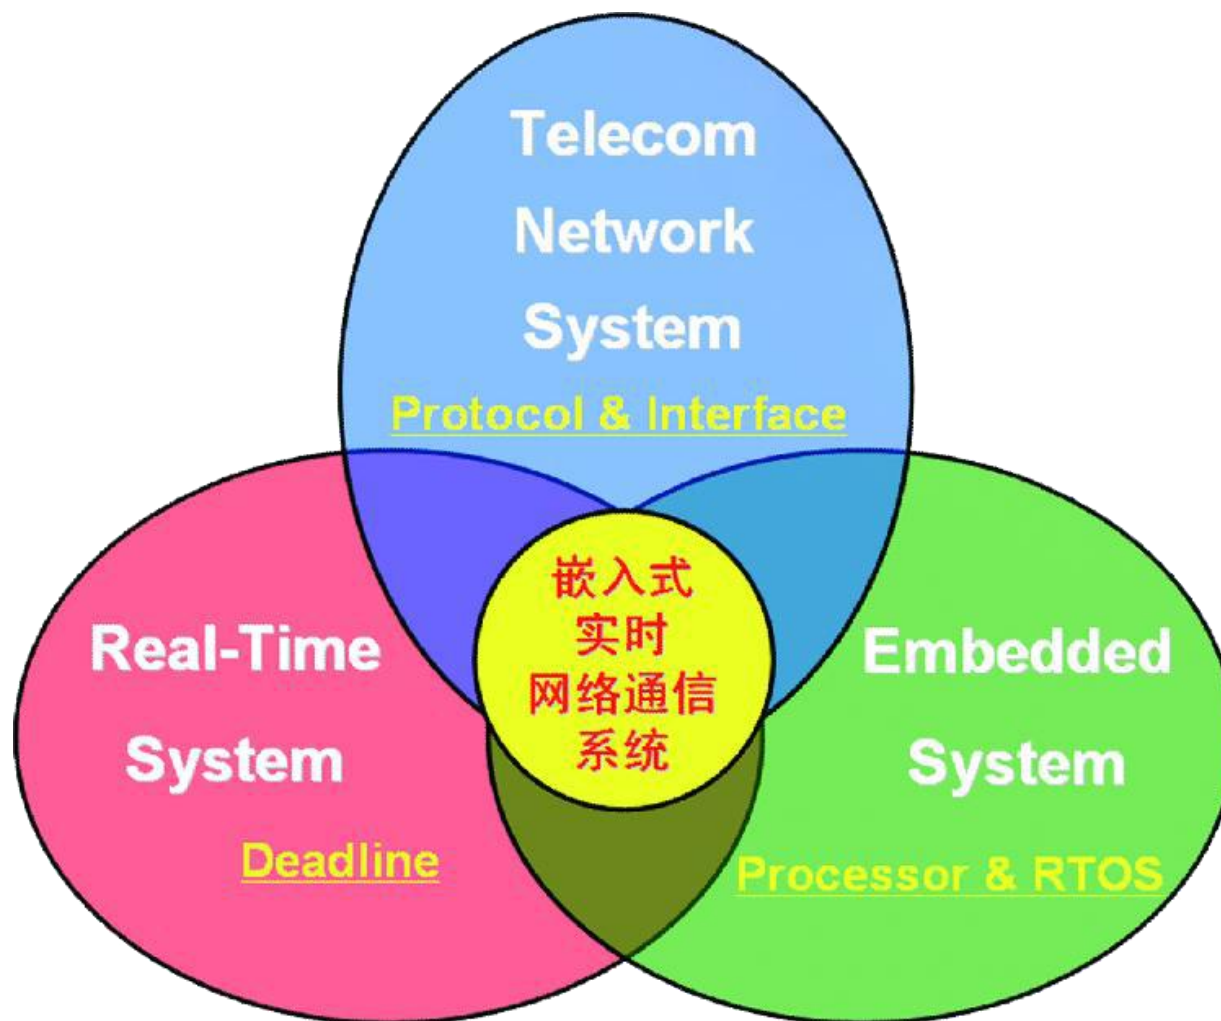 Telecom
Network
System
Protocol & Interface
嵌入式
实时
网络通信
系统
Real-Time
System
Deadline
Embedded
System
Processor & RTOS